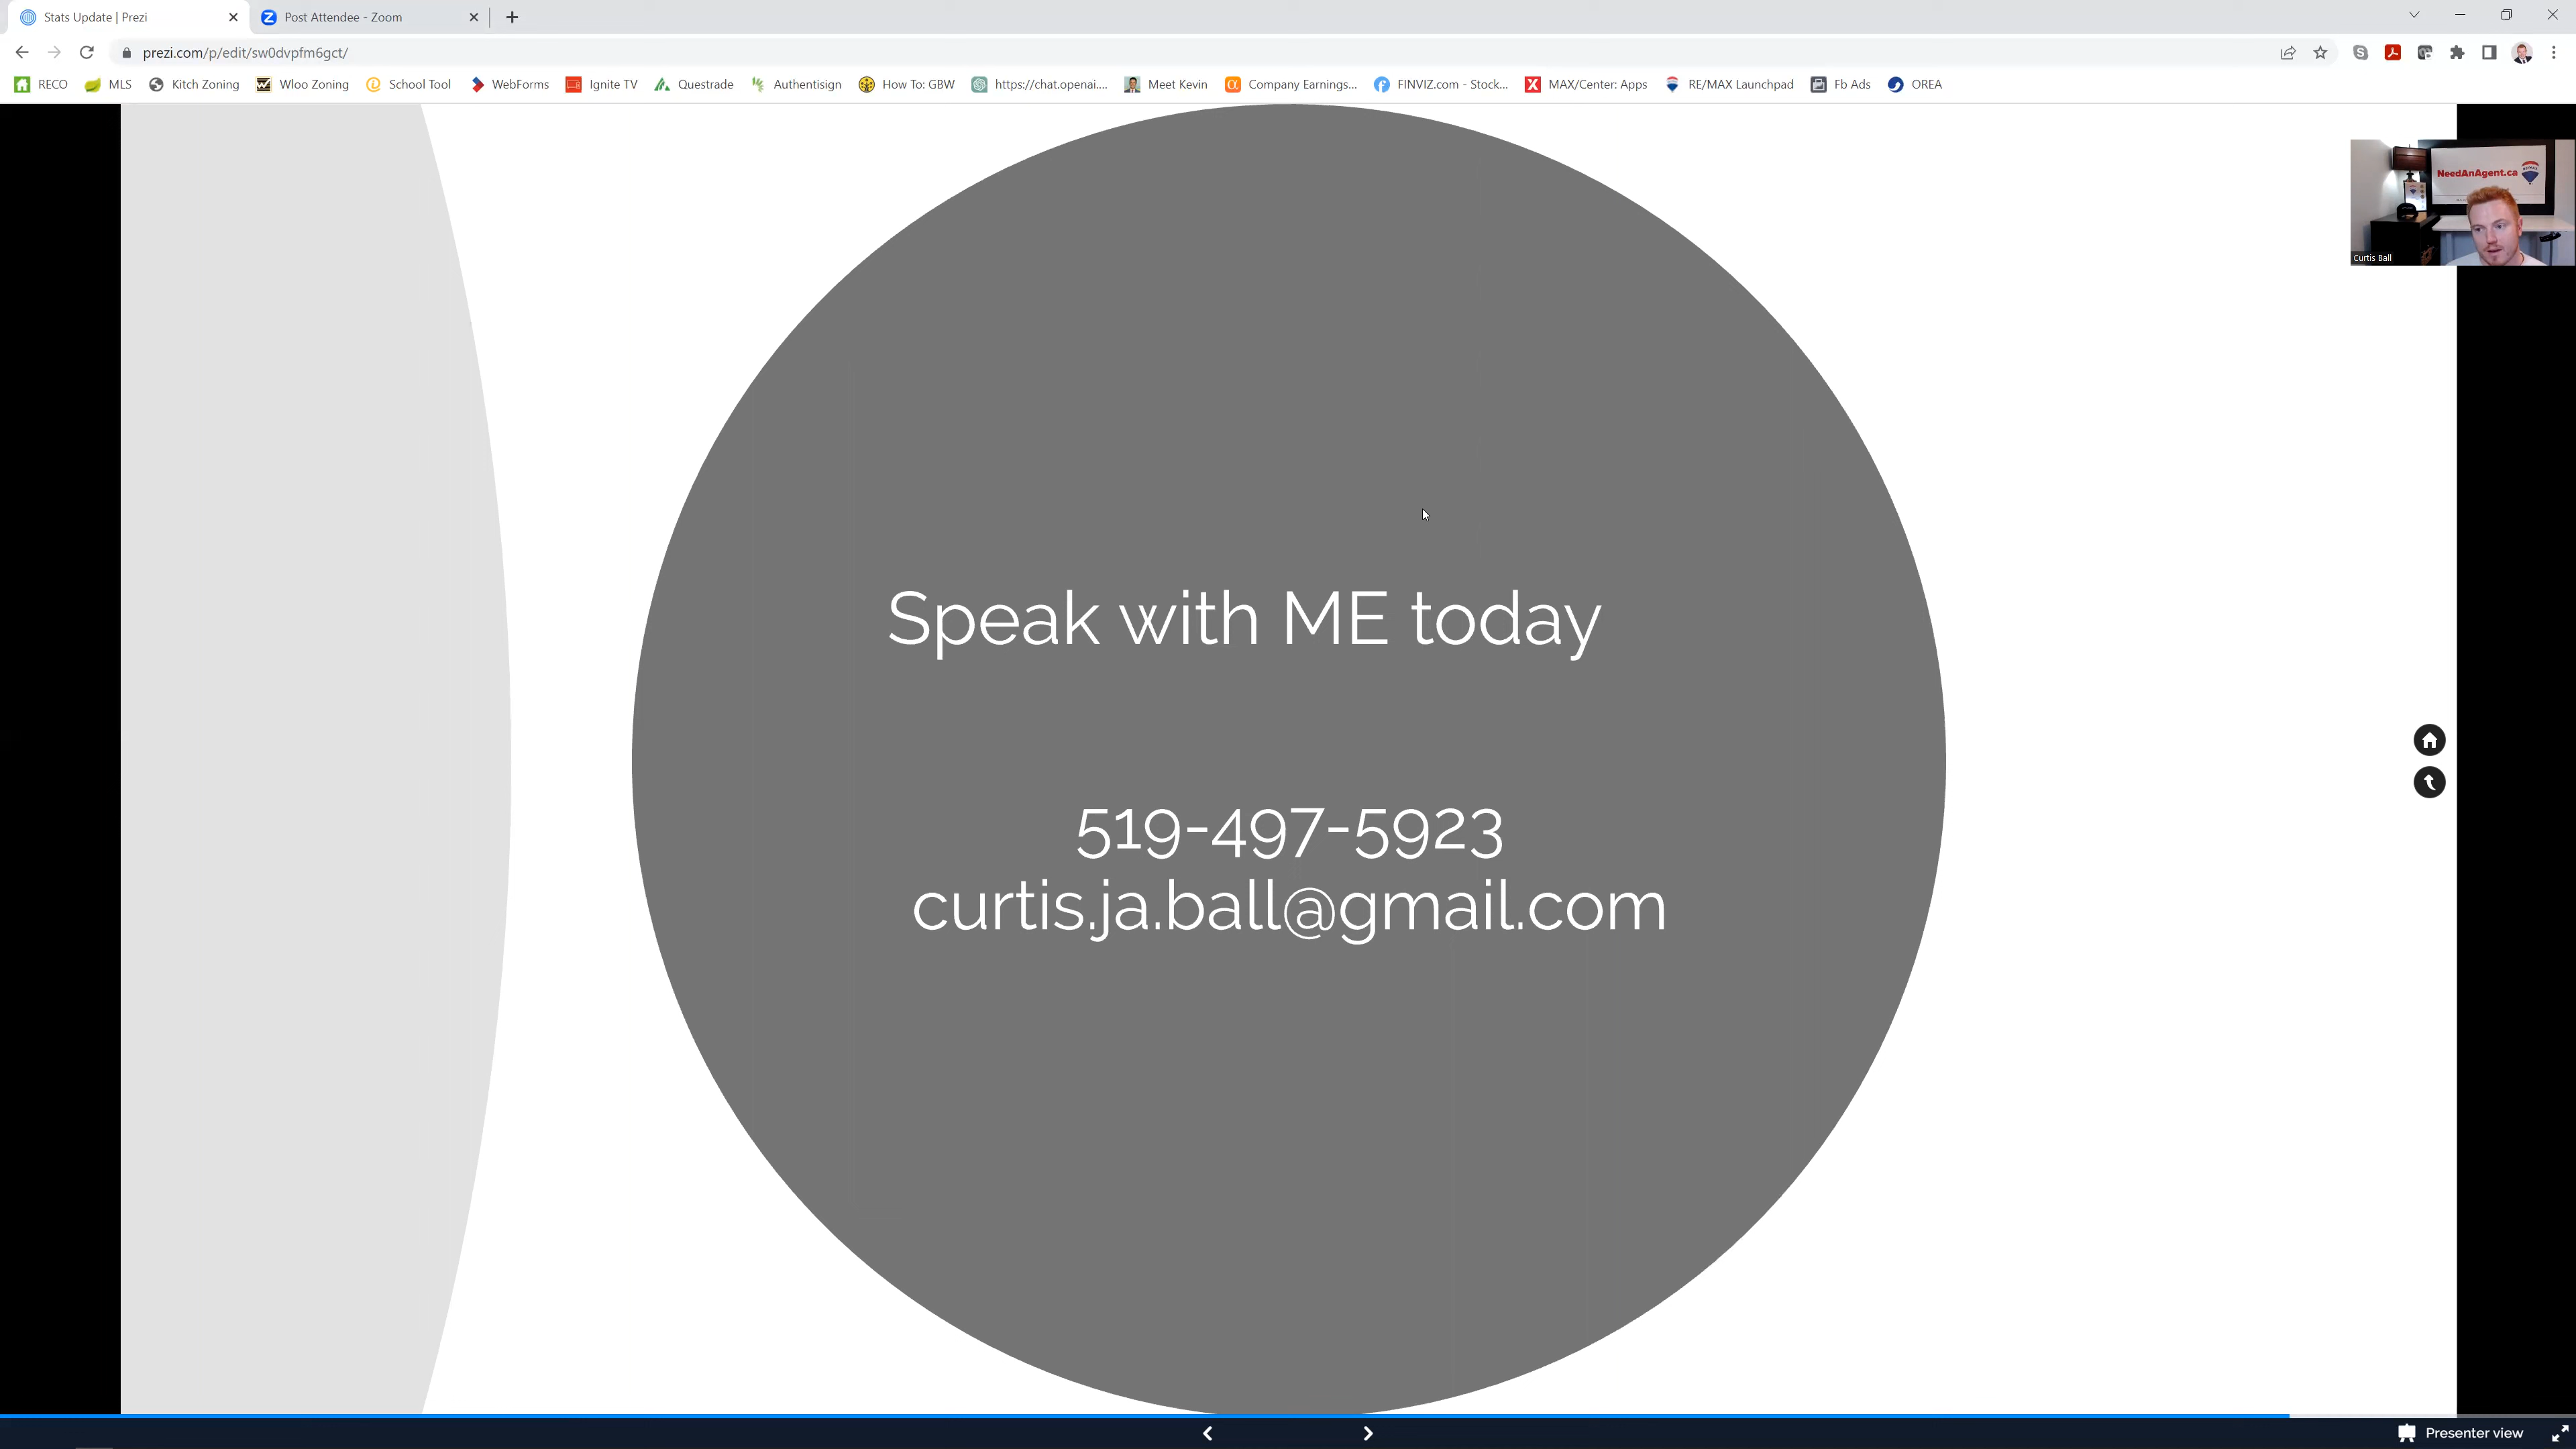 Stats Update | Prezi
Post Attendee - Zoom
prezi.com/p/edit/sw0dvpfm6gct/
RECO MLS Kitch Zoning Wloo Zoning School Tool WebForms Ignite TV Questrade Authentisign How To: GBW https://chat.openai.... Meet Kevin Company Earnings... FINVIZ.com - Stock... MAX/Center: Apps RE/MAX Launchpad Fb Ads OREA
NeedAnAgent.ca
Curtis Ball
Speak with ME today
519-497-5923
curtis.ja.ball@gmail.com
Presenter view